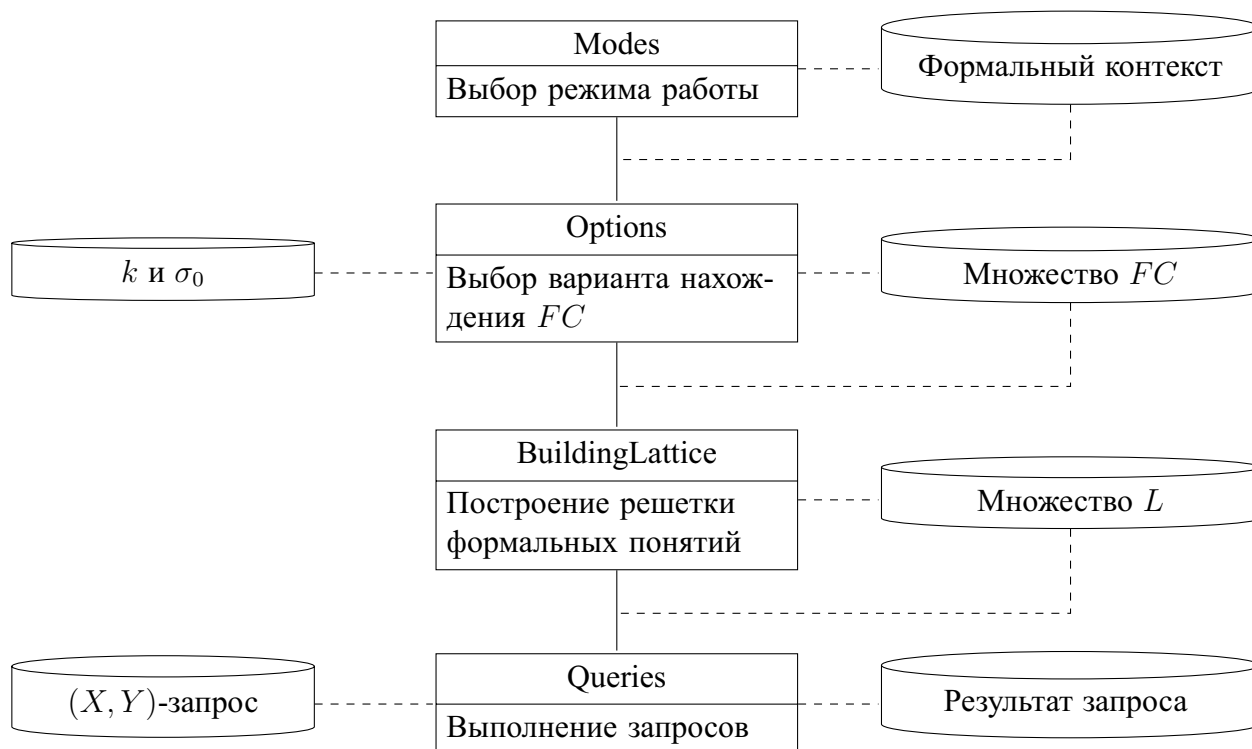 Modes
Выбор режима работы
Формальный контекст
Options
Выбор варианта нахож-
дения FC
k и σ₀
Множество FC
BuildingLattice
Построение решетки
формальных понятий
Множество L
Queries
Выполнение запросов
(X, Y)-запрос
Результат запроса